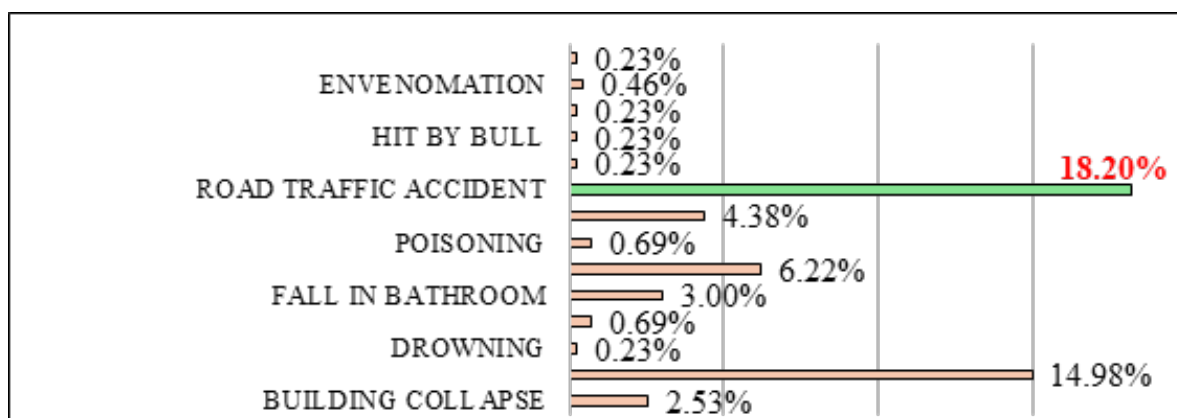 0.23%
ENVENOMATION 0.46%
0.23%
HIT BY BULL 0.23%
0.23%
ROAD TRAFFIC ACCIDENT 18.20%
4.38%
POISONING 0.69%
6.22%
FALL IN BATHROOM 3.00%
0.69%
DROWNING 0.23%
14.98%
BUILDING COLLAPSE 2.53%